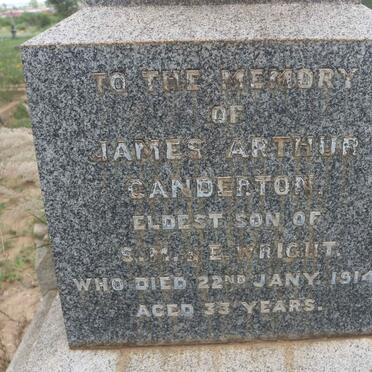 TO THE MEMORY
OF
JAMES ARTHUR
CANDERTON,
ELDEST SON OF
S. M. & E. WRIGHT.
WHO DIED 22ND JANY. 1914
AGED 33 YEARS.